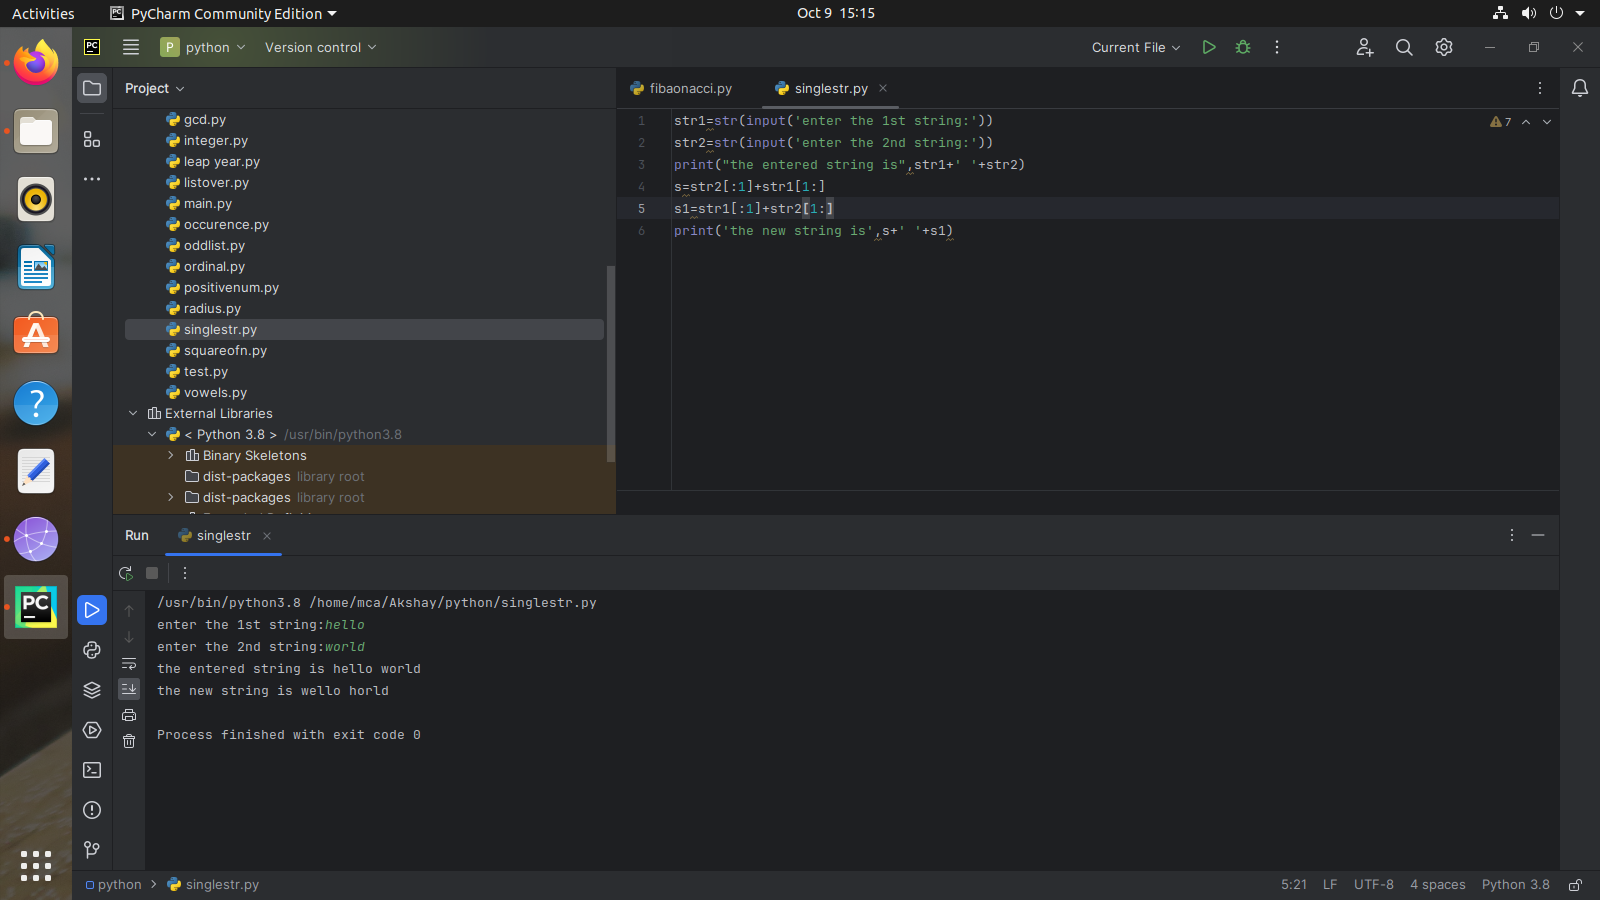 Activities PyCharm Community Edition Oct 9 15:15
PC P python Version control Current File
Project fibaonacci.py singlestr.py
gcd.py
integer.py
leap year.py
listover.py
main.py
occurence.py
oddlist.py
ordinal.py
positivenum.py
radius.py
singlestr.py
squareofn.py
test.py
vowels.py
External Libraries
< Python 3.8 > /usr/bin/python3.8
Binary Skeletons
dist-packages library root
dist-packages library root
1 str1=str(input('enter the 1st string:'))
7
2 str2=str(input('enter the 2nd string:'))
3 print("the entered string is",str1+' '+str2)
4 s=str2[:1]+str1[1:]
5 s1=str1[:1]+str2[1:]
6 print('the new string is',s+' '+s1)
Run singlestr
/usr/bin/python3.8 /home/mca/Akshay/python/singlestr.py
enter the 1st string:hello
enter the 2nd string:world
the entered string is hello world
the new string is wello horld
Process finished with exit code 0
PC
python singlestr.py 5:21 LF UTF-8 4 spaces Python 3.8